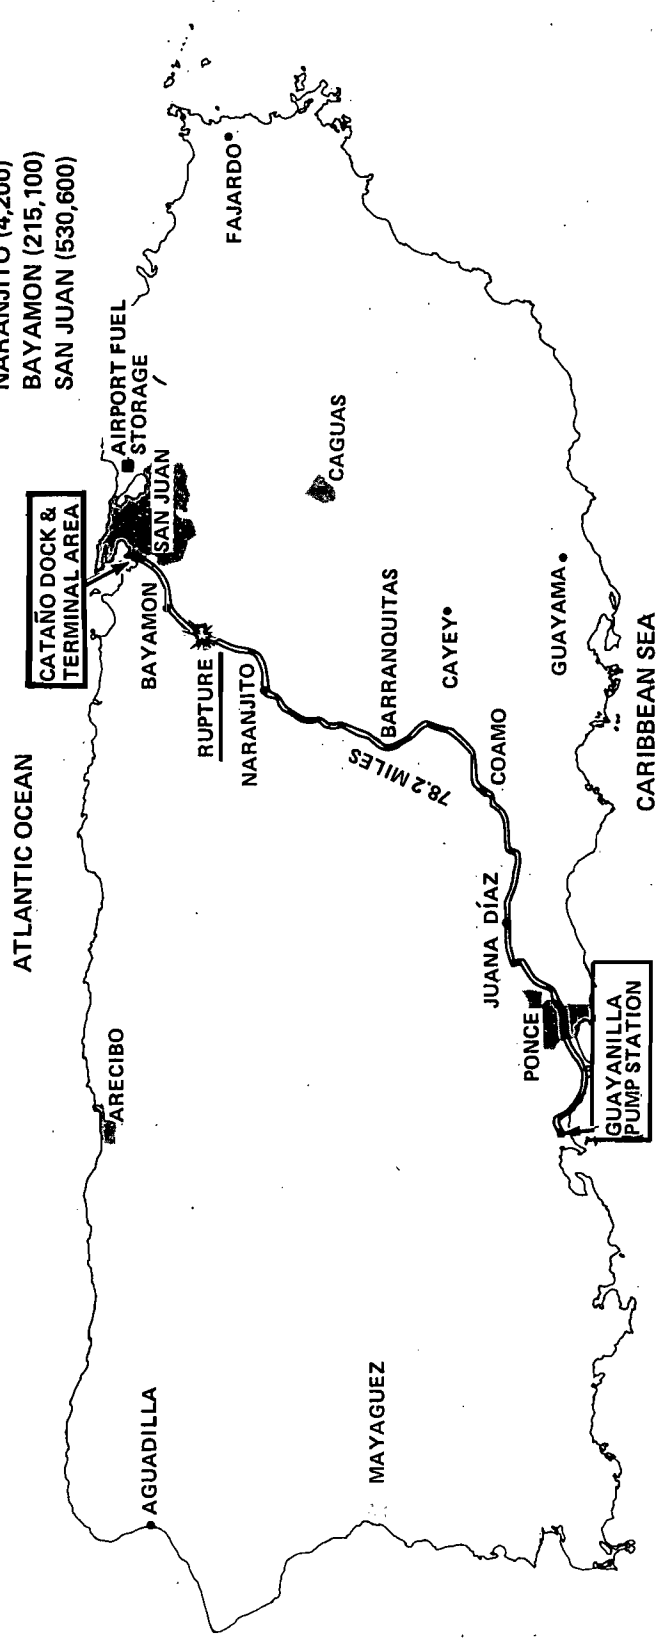 NARANJITO (4,200)
BAYAMON (215,100)
SAN JUAN (530,600)
ATLANTIC OCEAN
CATAÑO DOCK &
TERMINAL AREA
AIRPORT FUEL
STORAGE
SAN JUAN
BAYAMON
RUPTURE
NARANJITO
FAJARDO
CAGUAS
ARECIBO
AGUADILLA
MAYAGUEZ
78.2 MILES
BARRANQUITAS
CAYEY
COAMO
GUAYAMA
JUANA DÍAZ
PONCE
GUAYANILLA
PUMP STATION
CARIBBEAN SEA